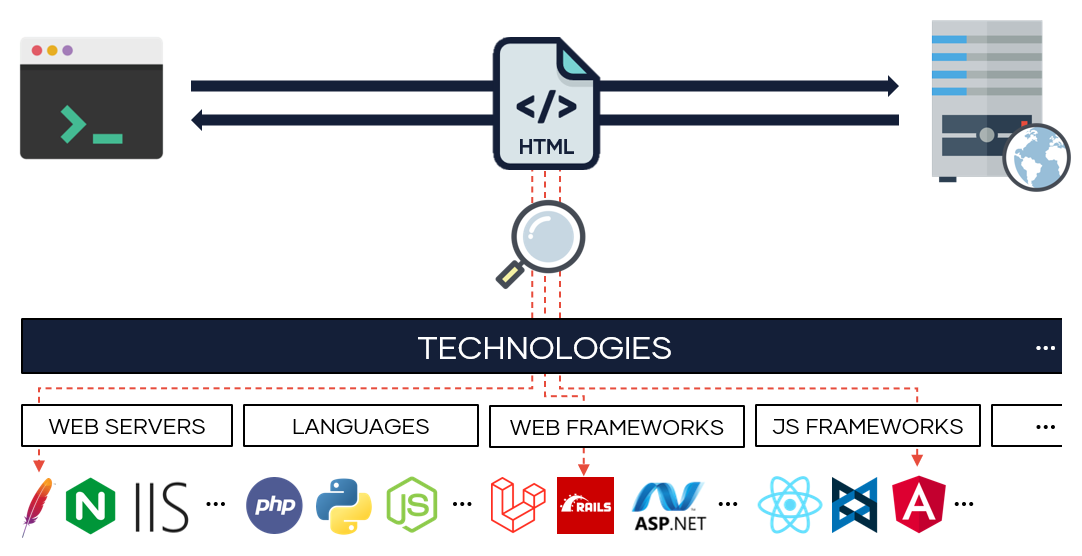 </>
HTML
TECHNOLOGIES ...
WEB SERVERS
LANGUAGES
WEB FRAMEWORKS
JS FRAMEWORKS
...
N
IIS
...
php
JS
...
RAILS
ASP.NET
...
A
...